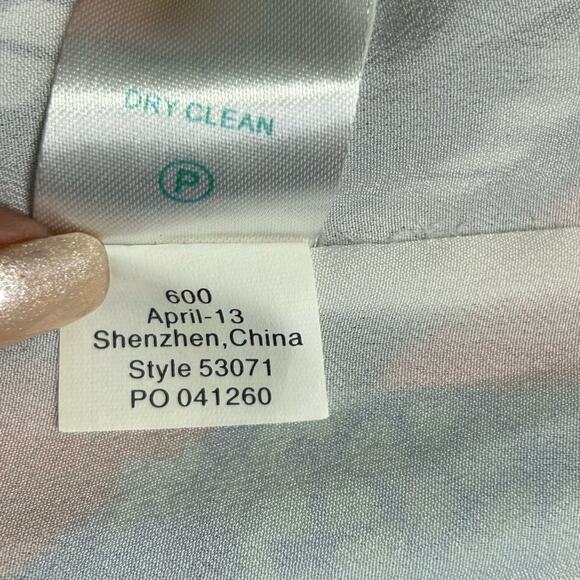 DRY CLEAN
P
600
April-13
Shenzhen,China
Style 53071
PO 041260